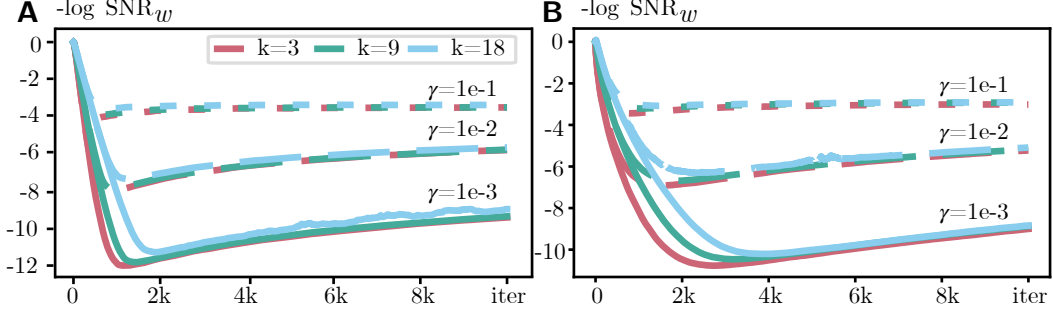 A
-log SNR_w
k=3
k=9
k=18
0
-2
-4
-6
-8
-10
-12
γ=1e-1
γ=1e-2
γ=1e-3
0
2k
4k
6k
8k
iter
B
-log SNR_w
0
-2
-4
-6
-8
-10
γ=1e-1
γ=1e-2
γ=1e-3
0
2k
4k
6k
8k
iter